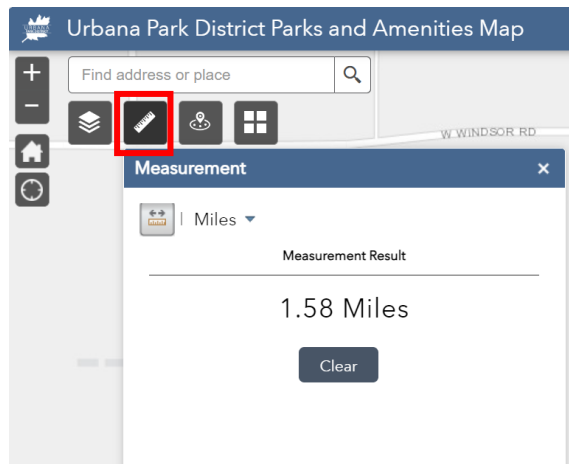 Urbana Park District Parks and Amenities Map
+
Find address or place
−
W WINDSOR RD
Measurement ×
Miles
Measurement Result
1.58 Miles
Clear